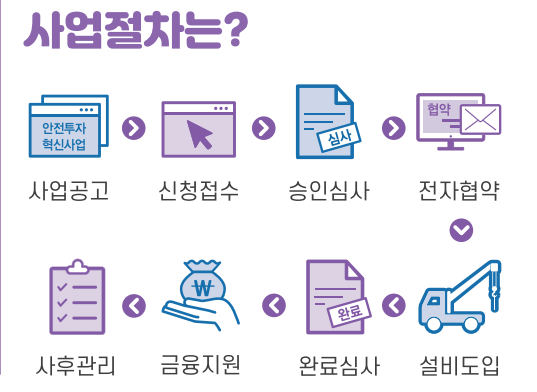 사업절차는?
안전투자
혁신사업
심사
협약
사업공고
신청접수
승인심사
전자협약
₩
완료
사후관리
금융지원
완료심사
설비도입